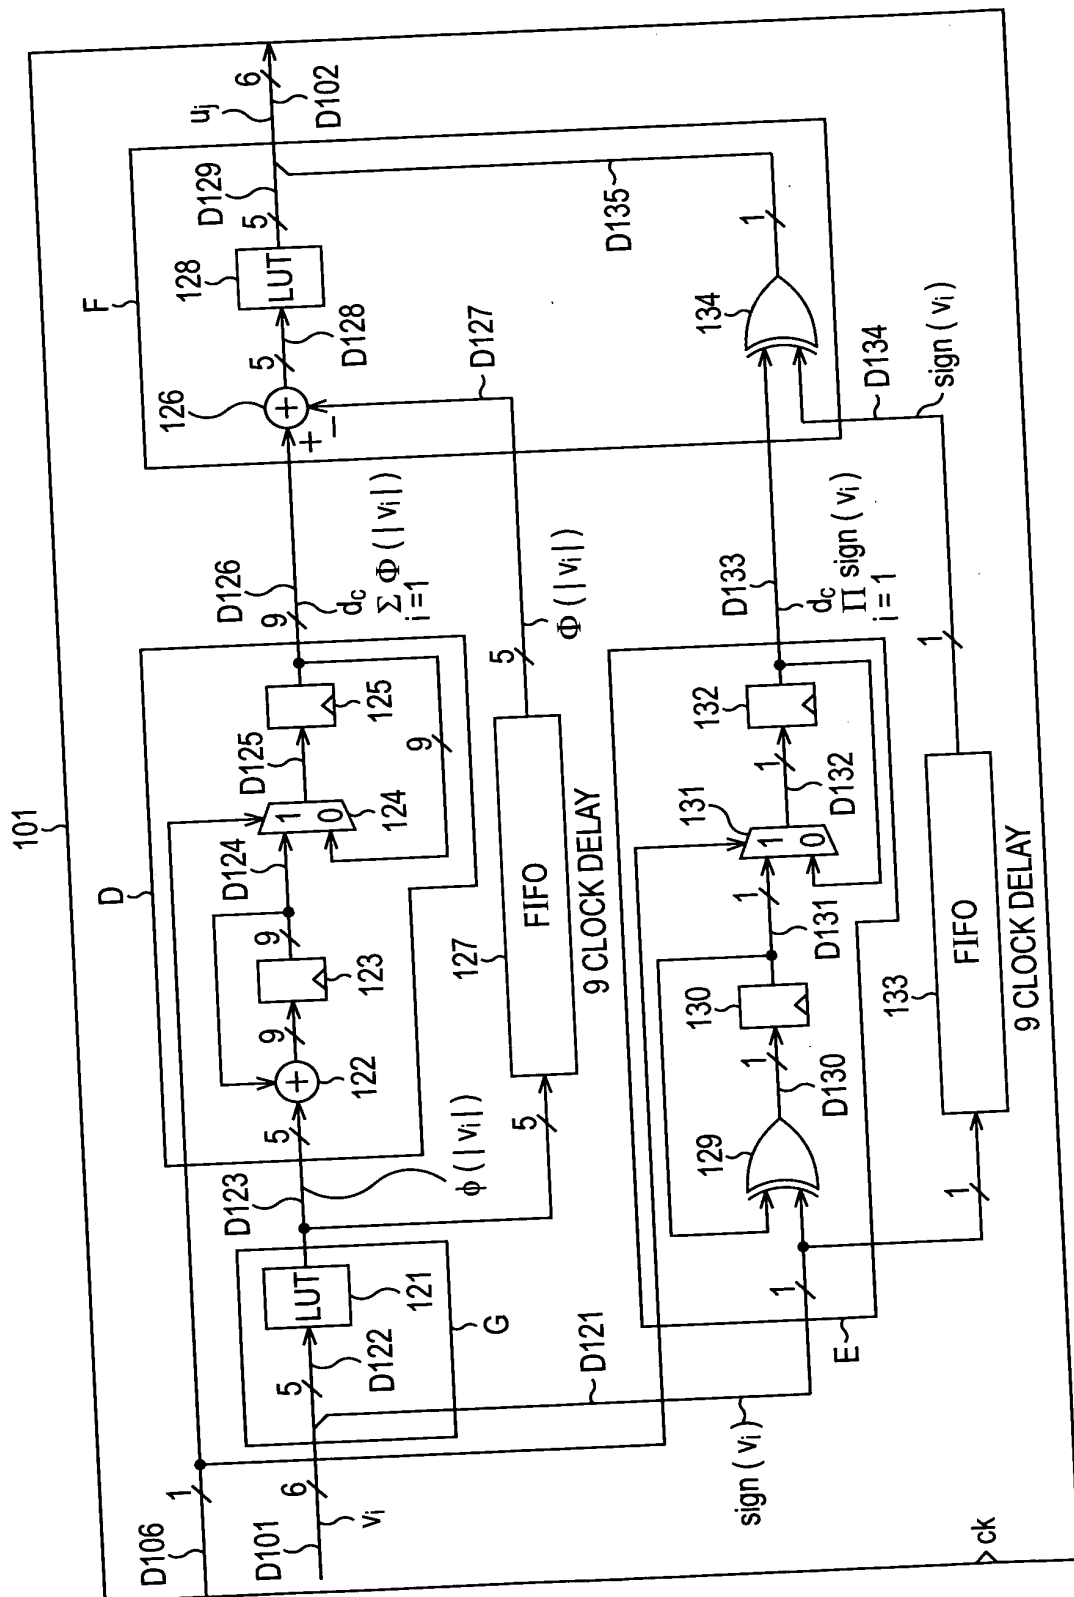 101
D106
1
D101
6
vi
5
D122
LUT
121
G
D121
sign ( vi )
D123
ϕ ( | vi | )
D
5
122
+
9
123
9
D124
1
0
124
D125
125
9
9
D126
dc
Σ Φ ( | vi | )
i = 1
5
FIFO
127
9 CLOCK DELAY
5
Φ ( | vi | )
F
126
+
+
−
5
D128
128
LUT
5
D129
uj
6
D102
D127
D135
1
E
129
1
1
D130
130
1
D131
131
1
0
1
D132
132
D133
dc
Π sign ( vi )
i = 1
134
D134
sign ( vi )
1
FIFO
133
9 CLOCK DELAY
1
ck